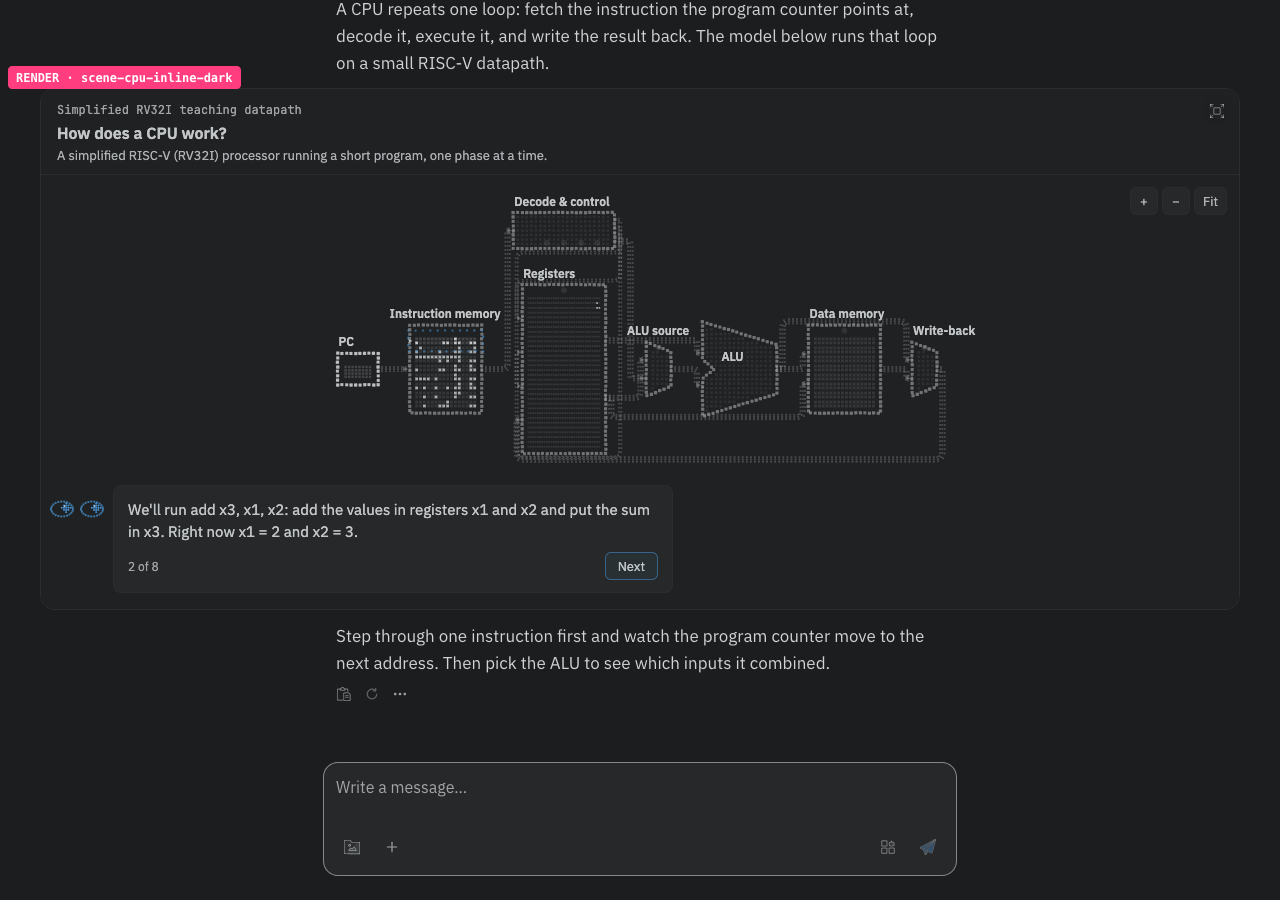 A CPU repeats one loop: fetch the instruction the program counter points at,
decode it, execute it, and write the result back. The model below runs that loop
on a small RISC-V datapath.
RENDER · scene-cpu-inline-dark
Simplified RV32I teaching datapath
How does a CPU work?
A simplified RISC-V (RV32I) processor running a short program, one phase at a time.
+
−
Fit
Decode & control
Registers
Instruction memory
PC
ALU source
ALU
Data memory
Write-back
We'll run add x3, x1, x2: add the values in registers x1 and x2 and put the sum
in x3. Right now x1 = 2 and x2 = 3.
2 of 8
Next
Step through one instruction first and watch the program counter move to the
next address. Then pick the ALU to see which inputs it combined.
Write a message...